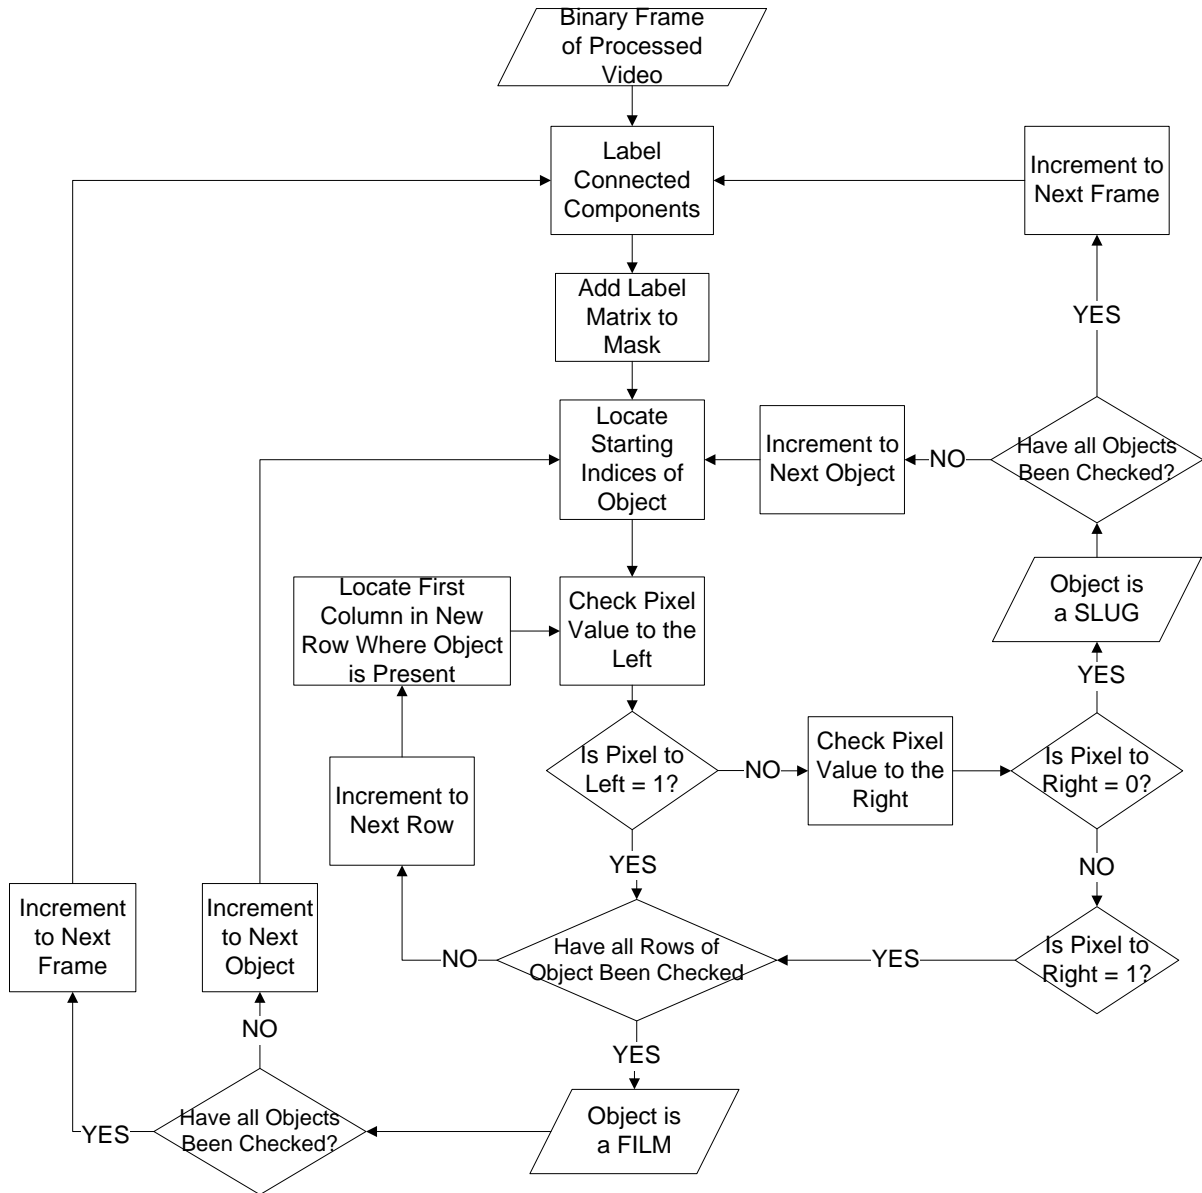 Binary Frame
of Processed
Video
Label
Connected
Components
Increment to
Next Frame
Add Label
Matrix to
Mask
YES
Locate
Starting
Indices of
Object
Increment to
Next Object
NO
Have all Objects
Been Checked?
Locate First
Column in New
Row Where Object
is Present
Check Pixel
Value to the
Left
Object is
a SLUG
YES
Is Pixel to
Left = 1?
NO
Check Pixel
Value to the
Right
Is Pixel to
Right = 0?
Increment to
Next Row
YES
NO
Increment
to Next
Frame
Increment
to Next
Object
NO
Have all Rows of
Object Been Checked
YES
Is Pixel to
Right = 1?
NO
YES
YES
Have all Objects
Been Checked?
Object is
a FILM